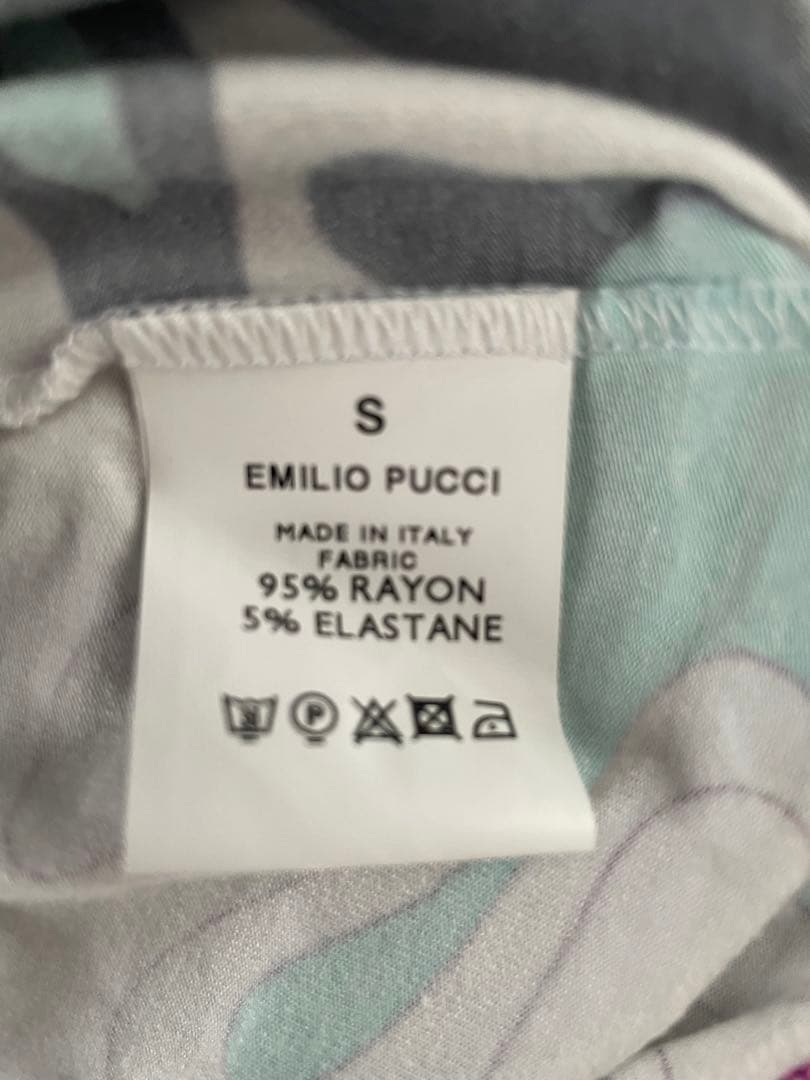 S
EMILIO PUCCI
MADE IN ITALY
FABRIC
95% RAYON
5% ELASTANE
P